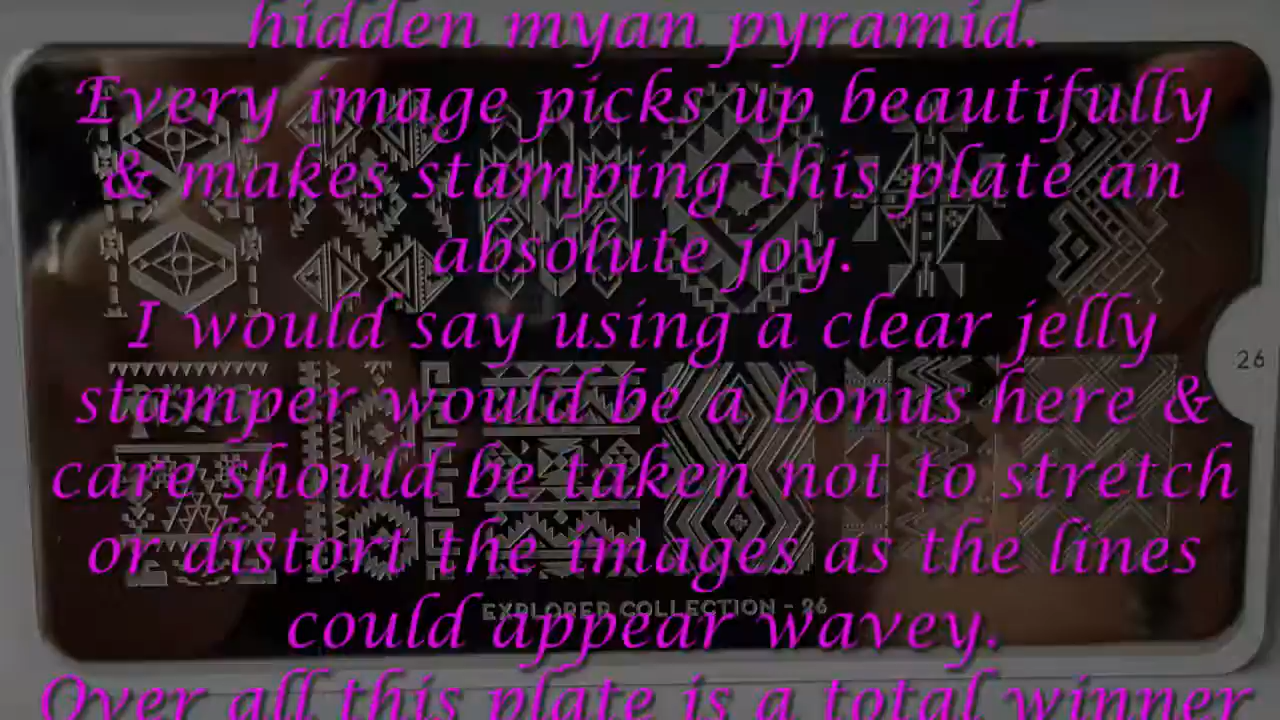 hidden myan pyramid.
Every image picks up beautifully
& makes stamping this plate an
absolute joy.
I would say using a clear jelly
stamper would be a bonus here &
care should be taken not to stretch
or distort the images as the lines
could appear wavey.
Over all this plate is a total winner
26
EXPLORER COLLECTION - 26